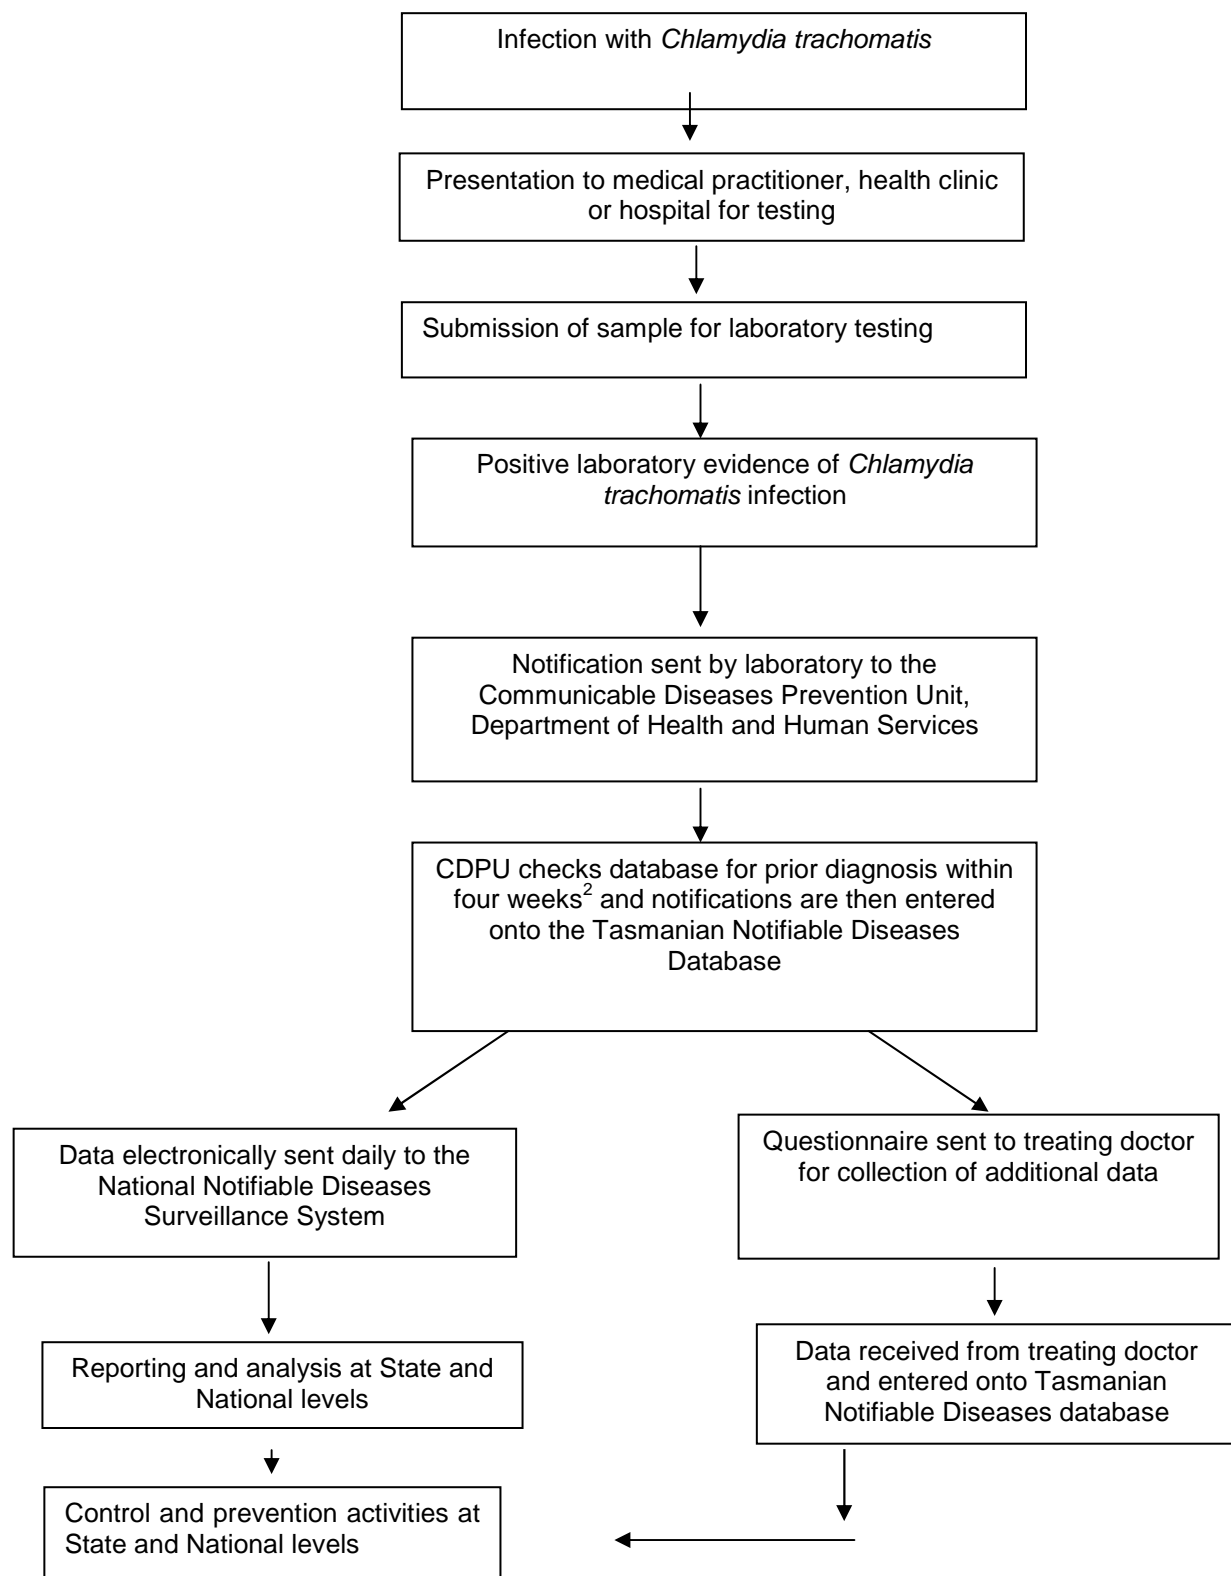 Infection with Chlamydia trachomatis
Presentation to medical practitioner, health clinic
or hospital for testing
Submission of sample for laboratory testing
Positive laboratory evidence of Chlamydia
trachomatis infection
Notification sent by laboratory to the
Communicable Diseases Prevention Unit,
Department of Health and Human Services
CDPU checks database for prior diagnosis within
four weeks² and notifications are then entered
onto the Tasmanian Notifiable Diseases
Database
Data electronically sent daily to the
National Notifiable Diseases
Surveillance System
Questionnaire sent to treating doctor
for collection of additional data
Reporting and analysis at State and
National levels
Data received from treating doctor
and entered onto Tasmanian
Notifiable Diseases database
Control and prevention activities at
State and National levels